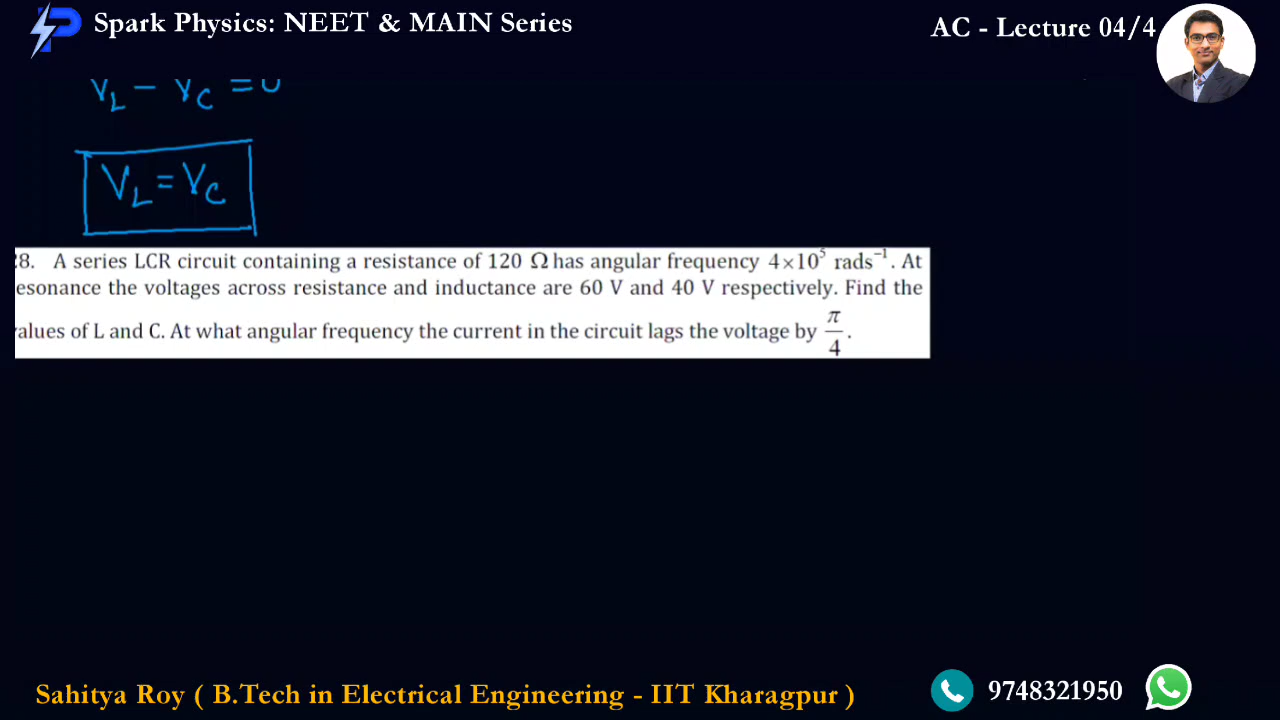 Spark Physics: NEET & MAIN Series
AC - Lecture 04/4
V_L - V_C = 0
V_L = V_C
28. A series LCR circuit containing a resistance of 120 Ω has angular frequency 4×10⁵ rads⁻¹. At
esonance the voltages across resistance and inductance are 60 V and 40 V respectively. Find the
alues of L and C. At what angular frequency the current in the circuit lags the voltage by π/4.
Sahitya Roy ( B.Tech in Electrical Engineering - IIT Kharagpur )
9748321950